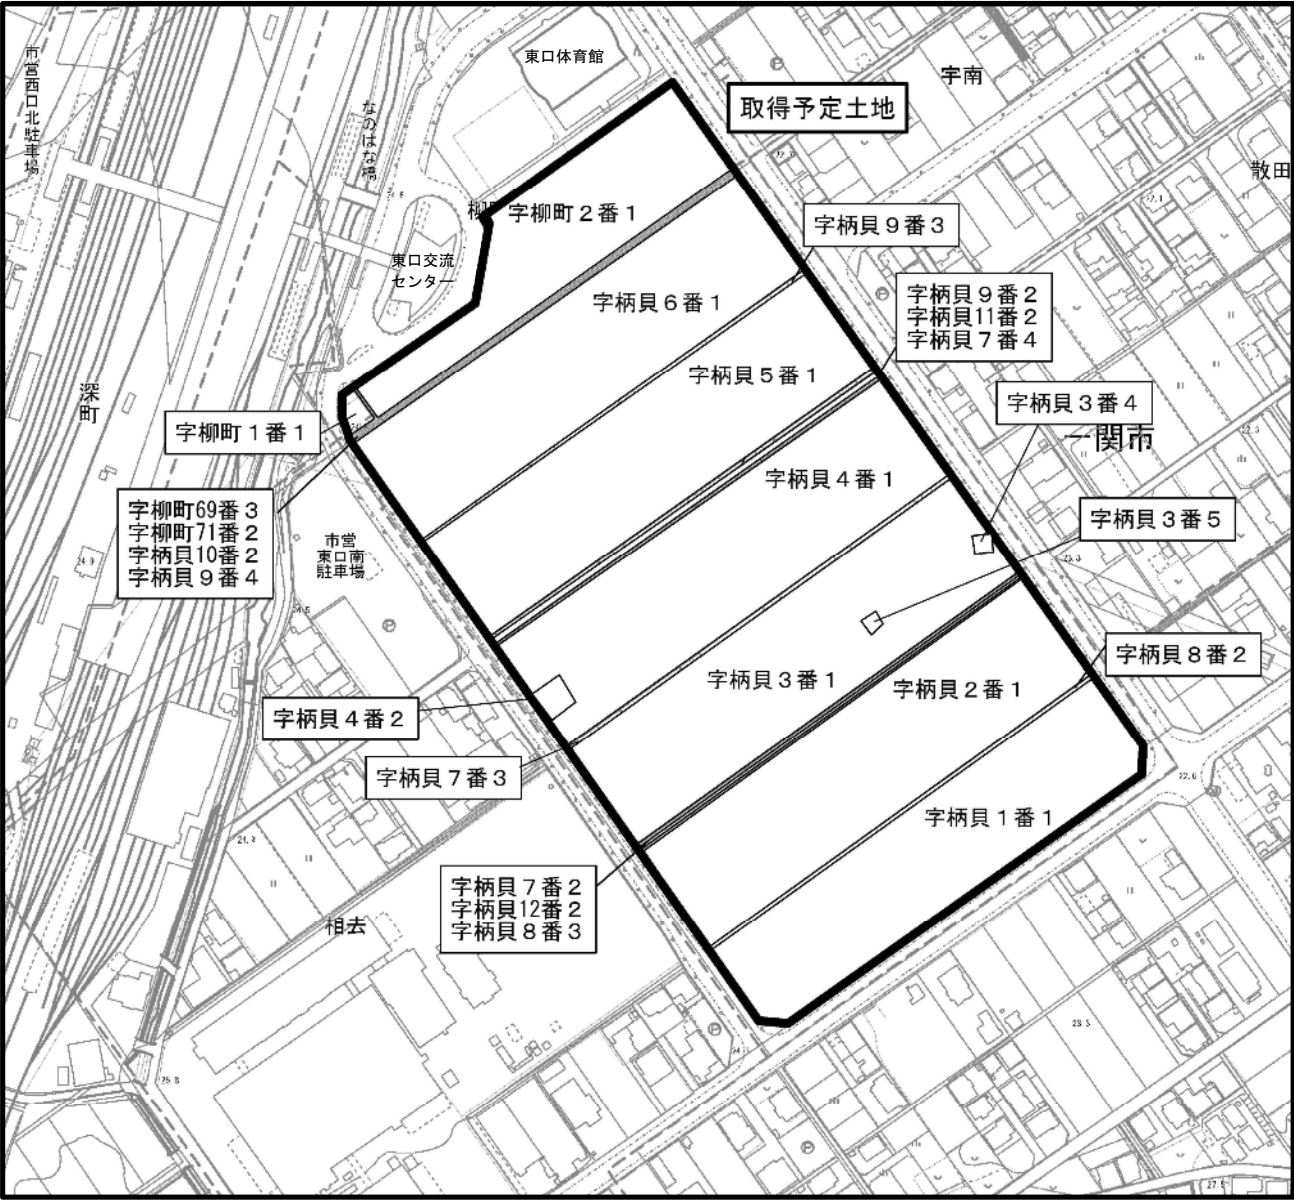 東口体育館
市営西口北駐車場
なのはな橋
取得予定土地
宇南
散田
字柳町２番１
字柄貝９番３
東口交流
センター
字柄貝６番１
字柄貝９番２
字柄貝11番２
字柄貝７番４
字柄貝５番１
深町
字柄貝３番４
字柳町１番１
一関市
字柄貝４番１
字柳町69番３
字柳町71番２
字柄貝10番２
字柄貝９番４
字柄貝３番５
市営
東口南
駐車場
字柄貝８番２
字柄貝３番１
字柄貝２番１
字柄貝４番２
字柄貝７番３
字柄貝１番１
字柄貝７番２
字柄貝12番２
字柄貝８番３
相去
22.6
24.5
23.5
25.8
27.5